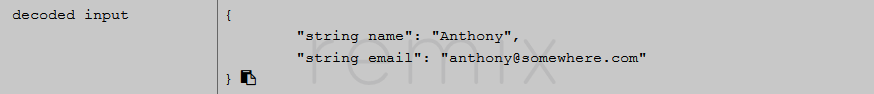 decoded input {
"string name": "Anthony",
"string email": "anthony@somewhere.com"
}
remix